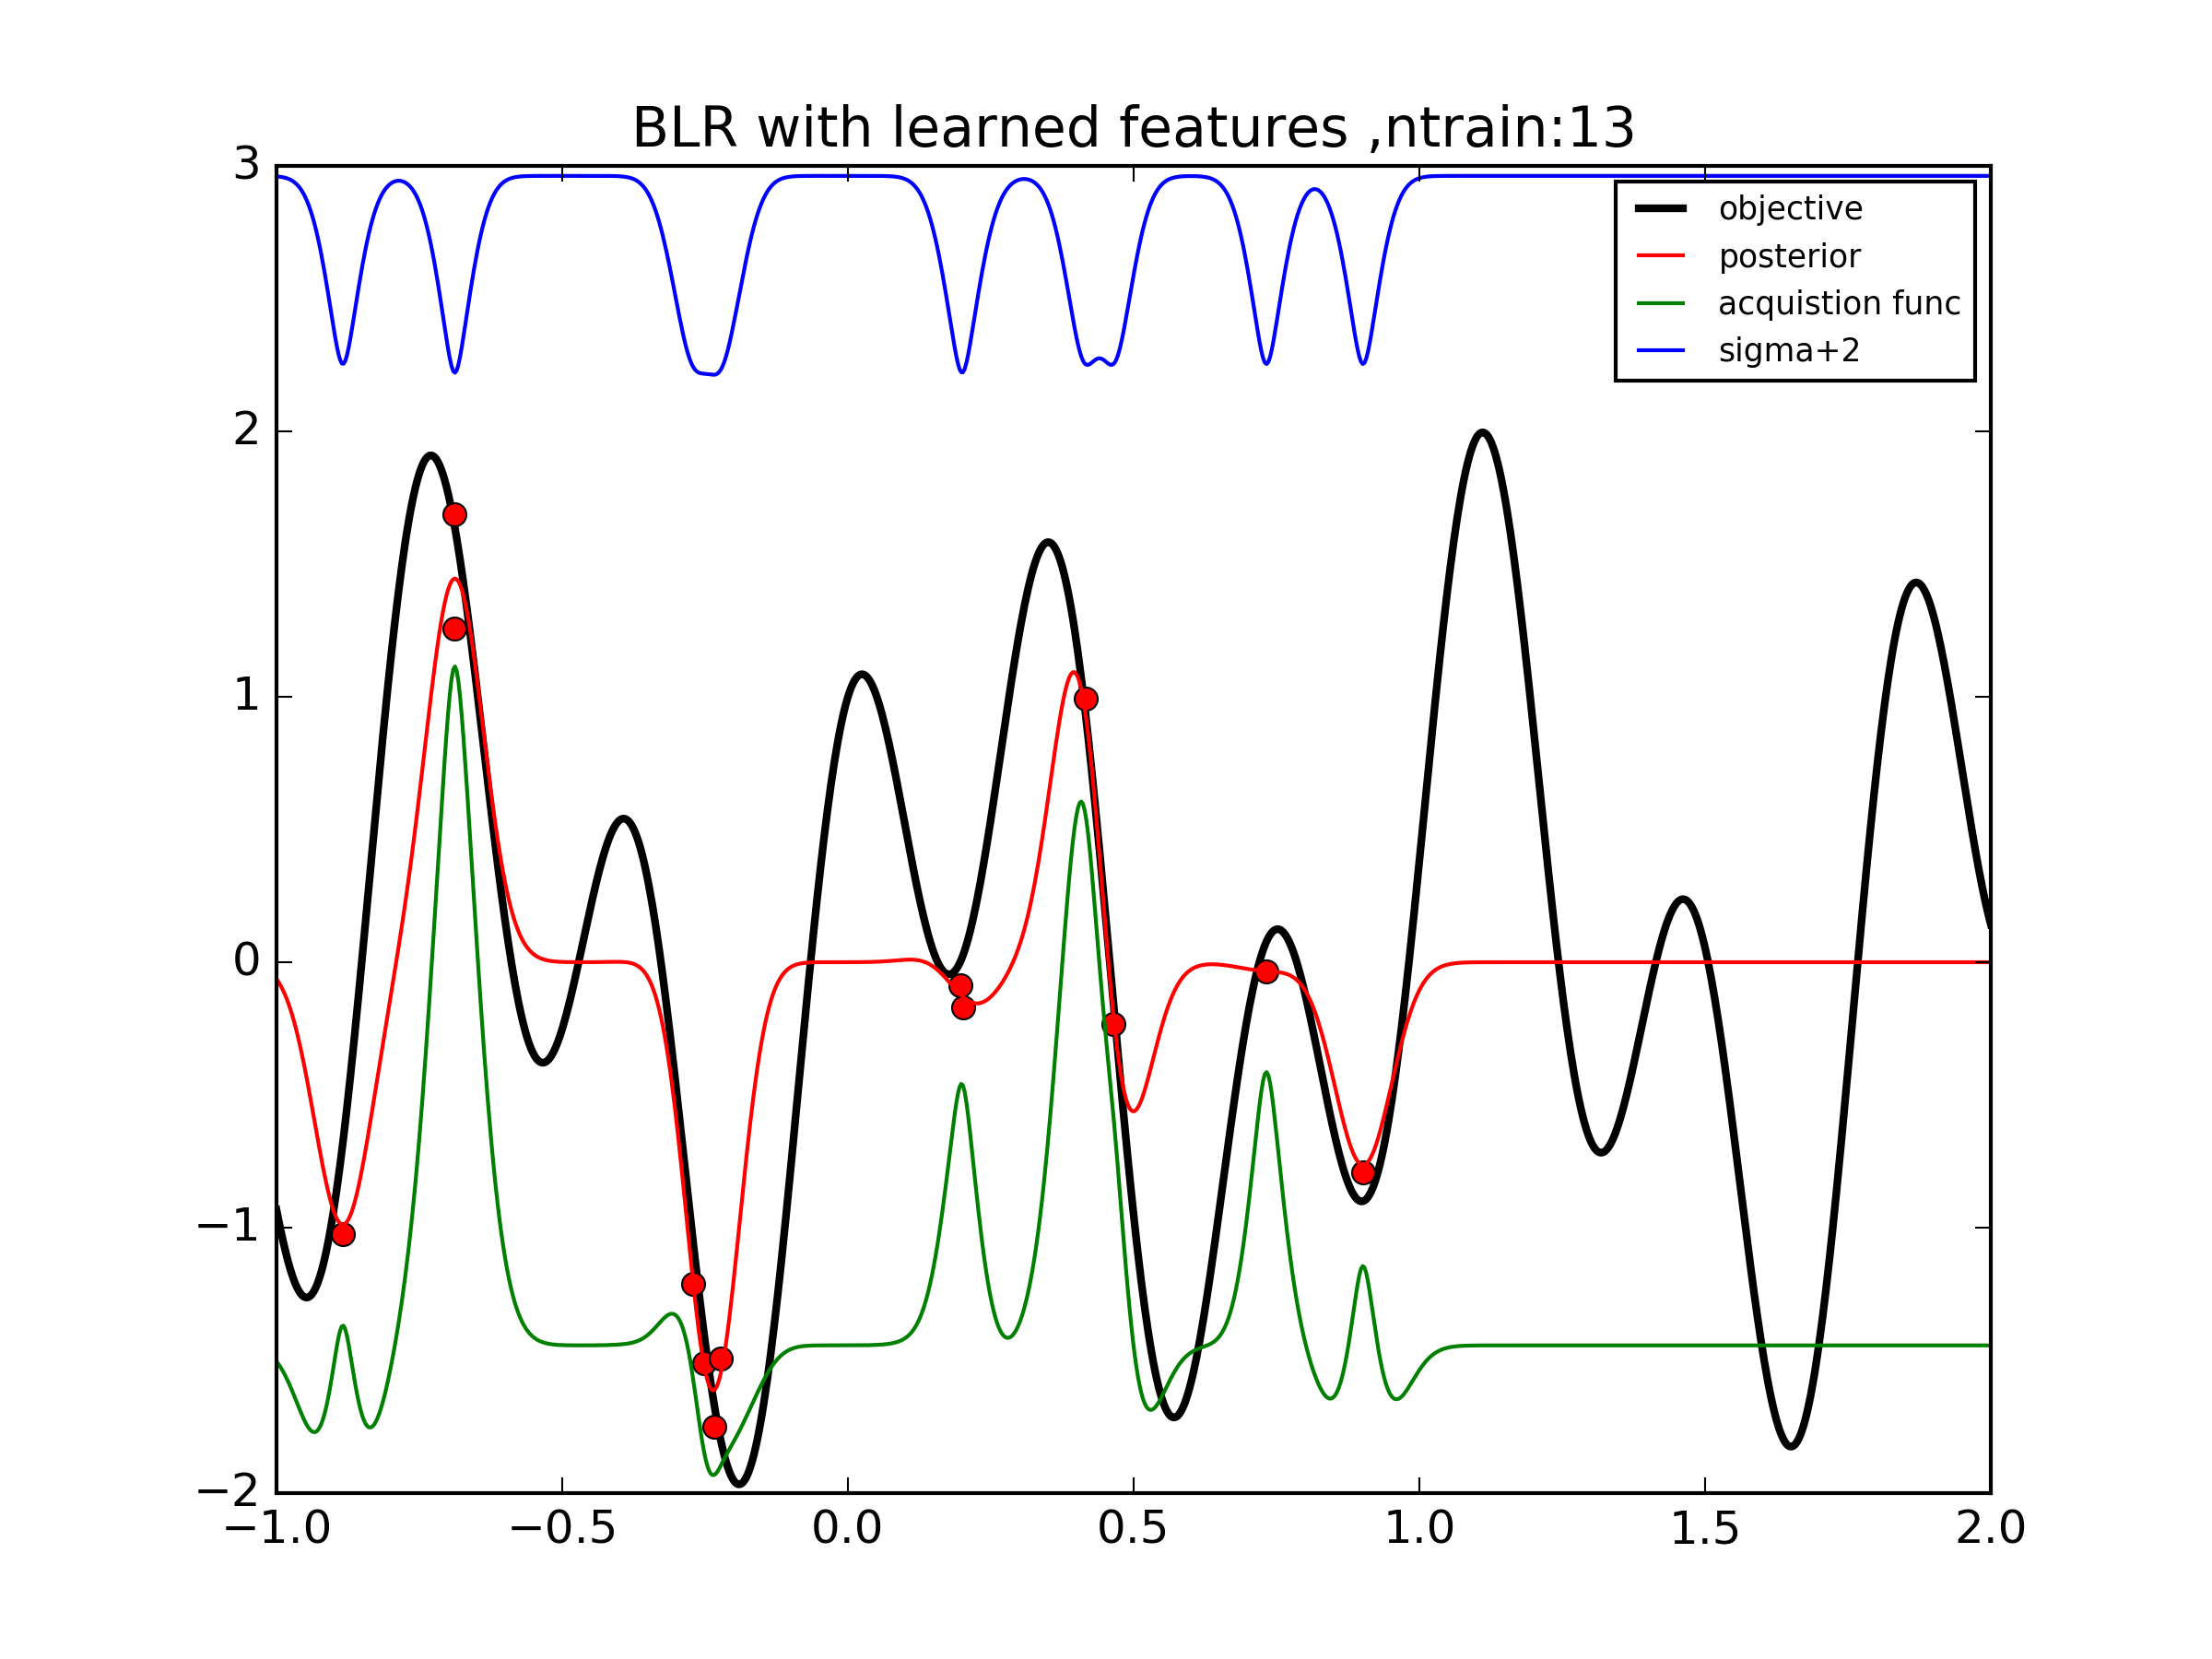 BLR with learned features ,ntrain:13
3
2
1
0
−1
−2
objective
posterior
acquistion func
sigma+2
−1.0 −0.5 0.0 0.5 1.0 1.5 2.0